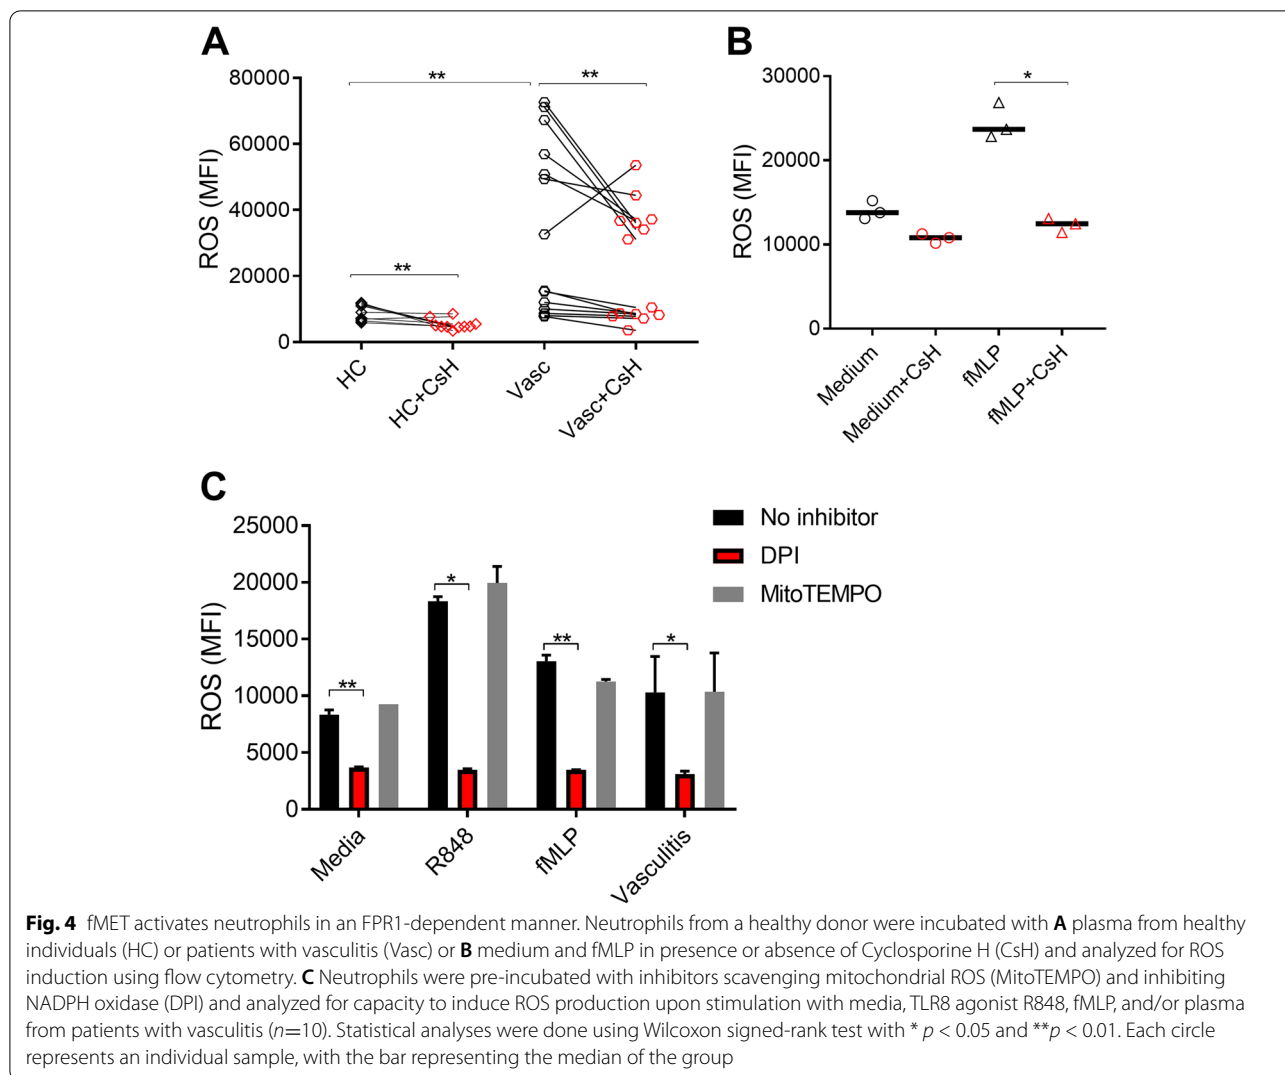 A
B
**
**
80000
60000
40000
20000
0
ROS (MFI)
**
HC
HC+CsH
Vasc
Vasc+CsH
*
30000
20000
10000
0
ROS (MFI)
Medium
Medium+CsH
fMLP
fMLP+CsH
C
No inhibitor
DPI
MitoTEMPO
25000
20000
15000
10000
5000
0
ROS (MFI)
**
*
**
*
Media
R848
fMLP
Vasculitis
Fig. 4 fMET activates neutrophils in an FPR1-dependent manner. Neutrophils from a healthy donor were incubated with A plasma from healthy
individuals (HC) or patients with vasculitis (Vasc) or B medium and fMLP in presence or absence of Cyclosporine H (CsH) and analyzed for ROS
induction using flow cytometry. C Neutrophils were pre-incubated with inhibitors scavenging mitochondrial ROS (MitoTEMPO) and inhibiting
NADPH oxidase (DPI) and analyzed for capacity to induce ROS production upon stimulation with media, TLR8 agonist R848, fMLP, and/or plasma
from patients with vasculitis (n=10). Statistical analyses were done using Wilcoxon signed-rank test with * p < 0.05 and **p < 0.01. Each circle
represents an individual sample, with the bar representing the median of the group